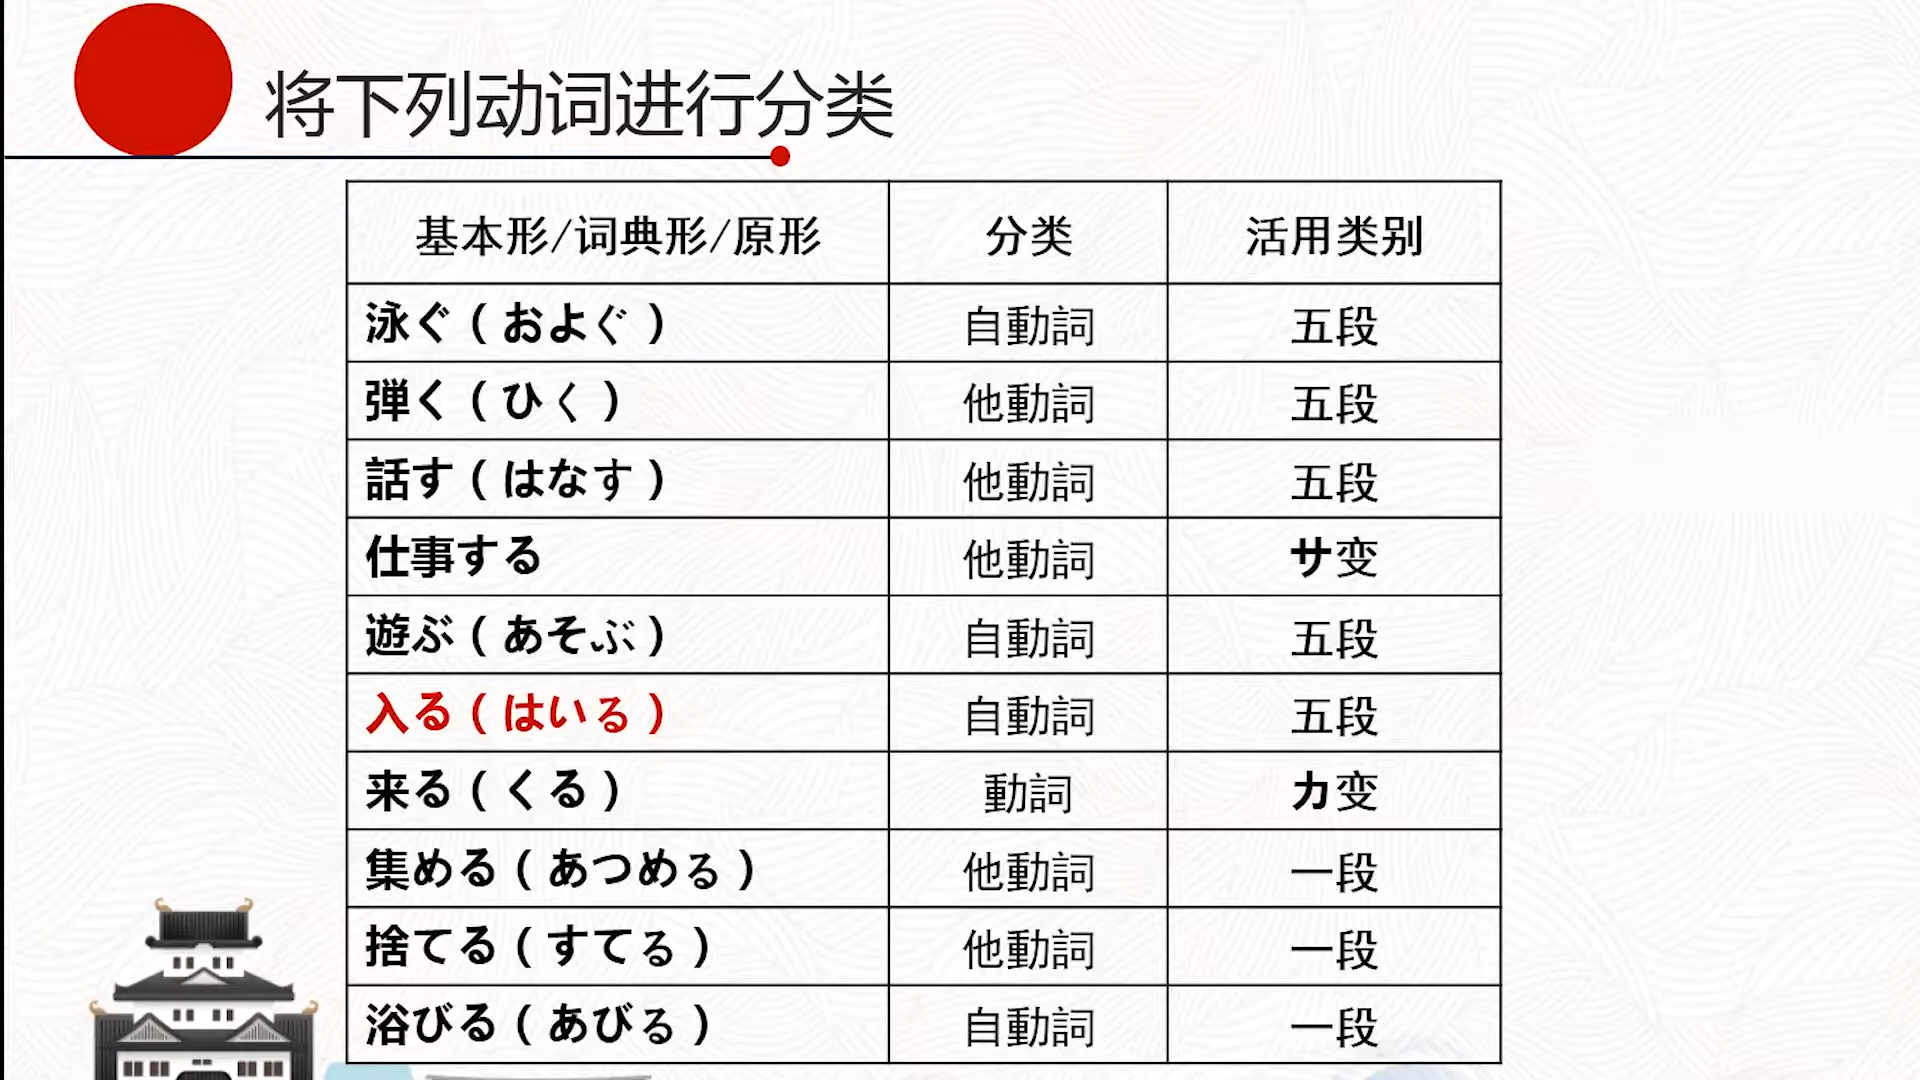 将下列动词进行分类
基本形/词典形/原形 分类 活用类别
泳ぐ(およぐ) 自動詞 五段
弾く(ひく) 他動詞 五段
話す(はなす) 他動詞 五段
仕事する 他動詞 サ变
遊ぶ(あそぶ) 自動詞 五段
入る(はいる) 自動詞 五段
来る(くる) 動詞 カ变
集める(あつめる) 他動詞 一段
捨てる(すてる) 他動詞 一段
浴びる(あびる) 自動詞 一段